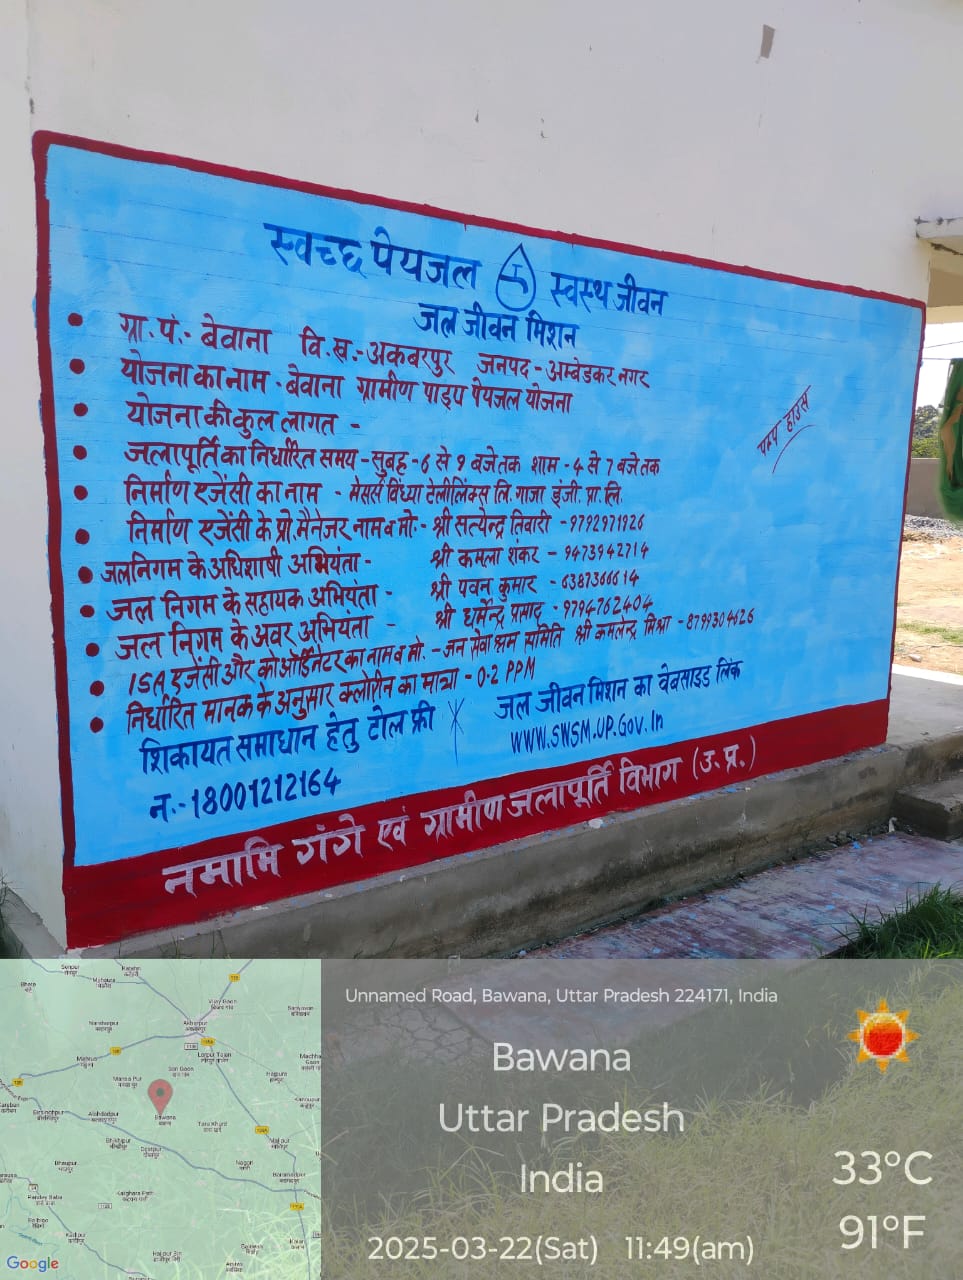 स्वच्छ पेयजल स्वस्थ जीवन
जल जीवन मिशन
ग्रा. पं.- बेवाना वि. ख.- अकबरपुर जनपद - अम्बेडकर नगर
योजना का नाम - बेवाना ग्रामीण पाइप पेयजल योजना
योजना की कुल लागत -
पम्प हाउस
जलापूर्ति का निर्धारित समय - सुबह - 6 से 9 बजे तक शाम - 4 से 7 बजे तक
निर्माण एजेंसी का नाम - मेसर्स विंध्या टेलीलिंक्स लि. गाजा इंजी. प्रा. लि.
निर्माण एजेंसी के प्रो. मैनेजर नाम व मो. - श्री सत्येन्द्र तिवारी - 9792971926
जलनिगम के अधिशाषी अभियंता - श्री कमला शंकर - 9473942714
जल निगम के सहायक अभियंता - श्री पवन कुमार - 6387366614
जल निगम के अवर अभियंता - श्री धर्मेन्द्र प्रसाद - 9794762404
ISA एजेंसी और कोऑर्डिनेटर का नाम व मो. - जन सेवा श्रम समिति श्री कमलेन्द्र मिश्रा - 8799304626
निर्धारित मानक के अनुसार क्लोरीन का मात्रा - 0.2 PPM
शिकायत समाधान हेतु टोल फ्री
न.- 18001212164
जल जीवन मिशन का वेबसाइड लिंक
WWW.SWSM.UP.Gov.In
नमामि गंगे एवं ग्रामीण जलापूर्ति विभाग (उ. प्र.)
Unnamed Road, Bawana, Uttar Pradesh 224171, India
Bawana
Uttar Pradesh
India
2025-03-22(Sat) 11:49(am)
33°C
91°F
Google